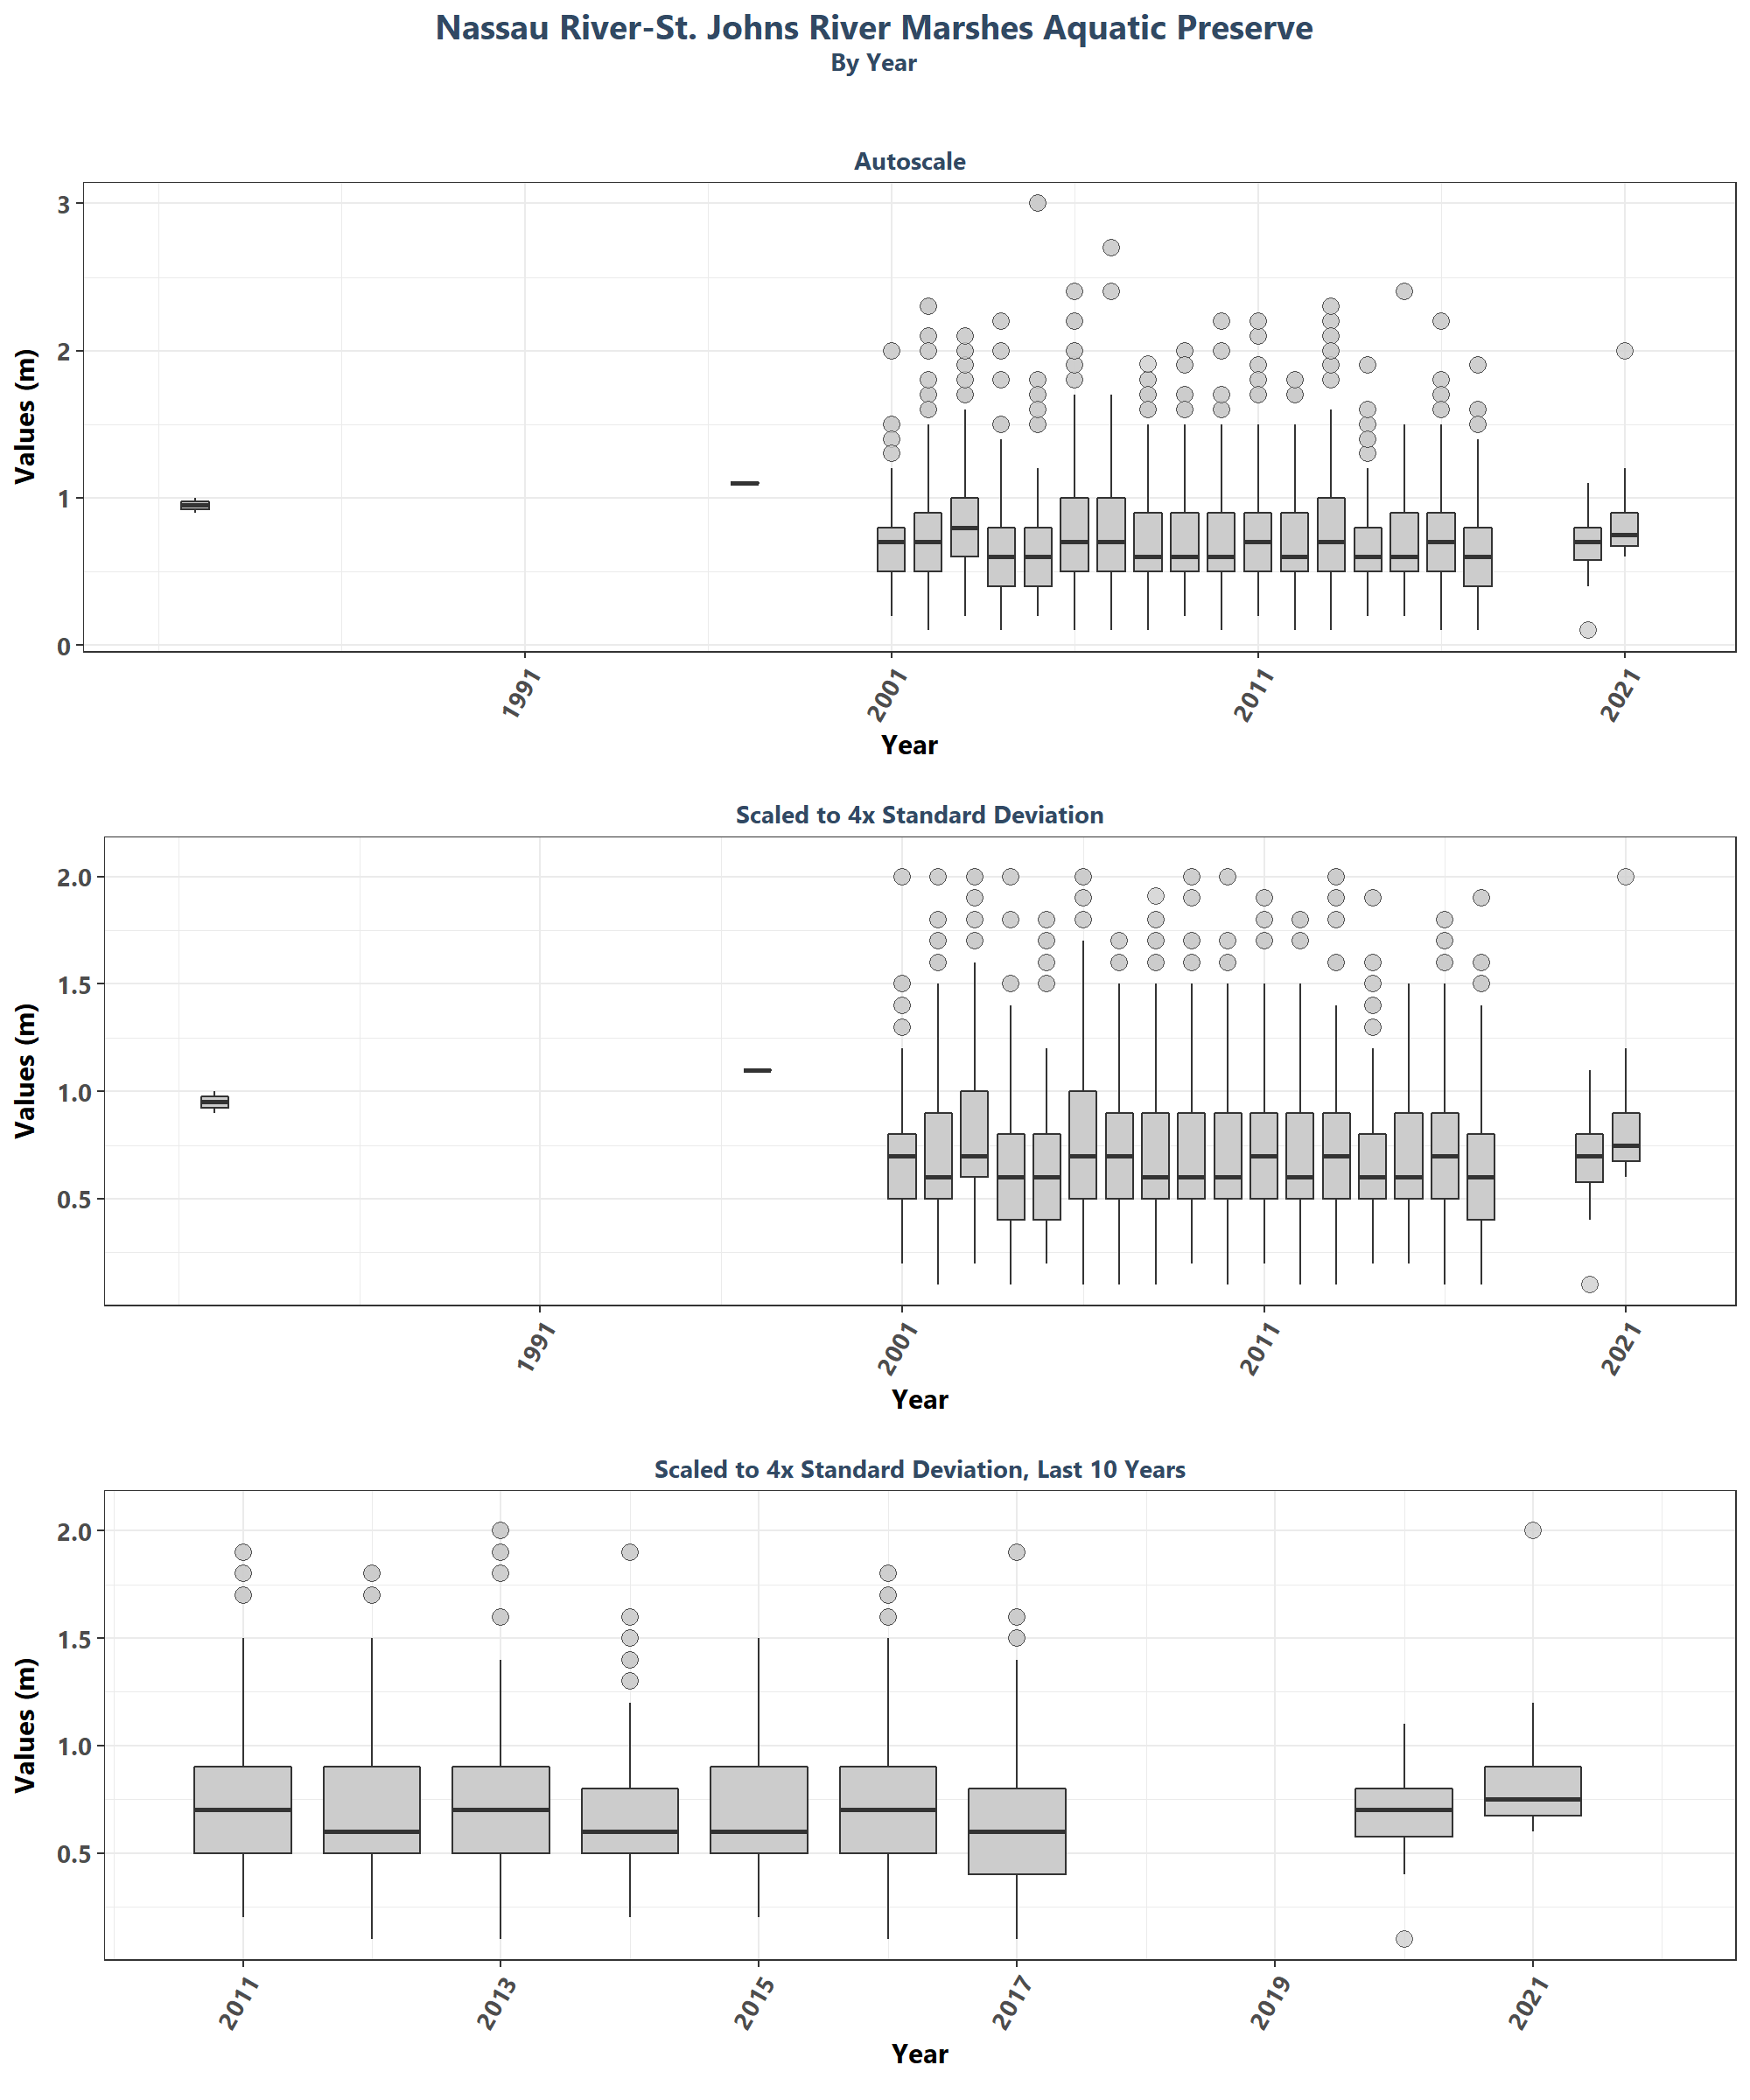 Nassau River-St. Johns River Marshes Aquatic Preserve
By Year
Autoscale
Values (m)
3
2
1
0
1991
2001
2011
2021
Year
Scaled to 4x Standard Deviation
Values (m)
2.0
1.5
1.0
0.5
1991
2001
2011
2021
Year
Scaled to 4x Standard Deviation, Last 10 Years
Values (m)
2.0
1.5
1.0
0.5
2011
2013
2015
2017
2019
2021
Year